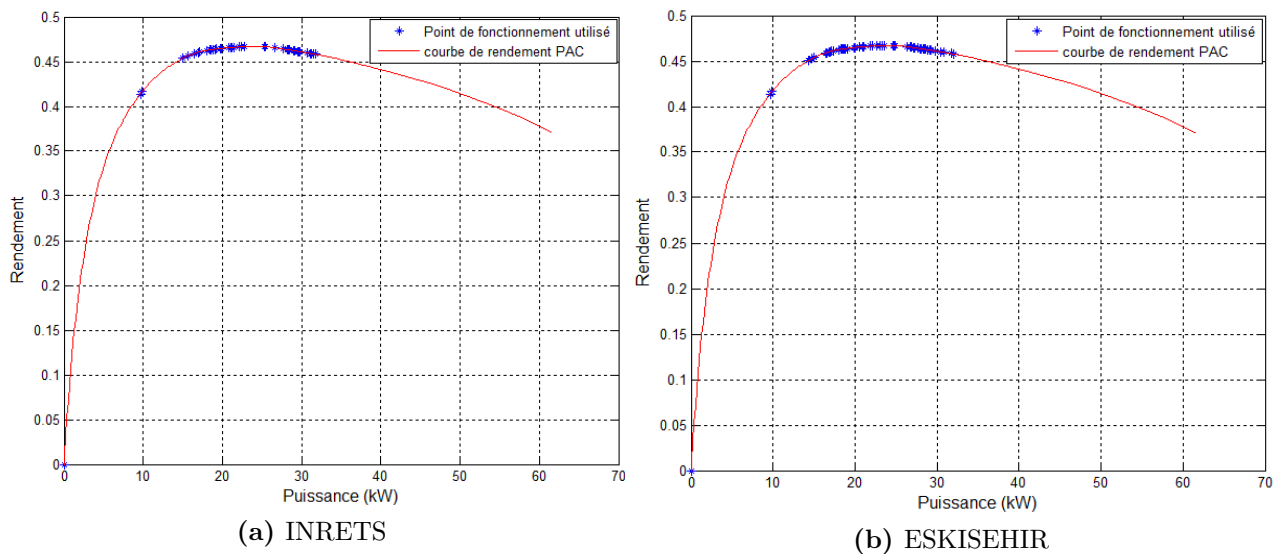 0.5
0.45
0.4
0.35
0.3
0.25
0.2
0.15
0.1
0.05
0
Rendement
Point de fonctionnement utilisé
courbe de rendement PAC
0 10 20 30 40 50 60 70
Puissance (kW)
(a) INRETS
0.5
0.45
0.4
0.35
0.3
0.25
0.2
0.15
0.1
0.05
0
Rendement
Point de fonctionnement utilisé
courbe de rendement PAC
0 10 20 30 40 50 60 70
Puissance (kW)
(b) ESKISEHIR